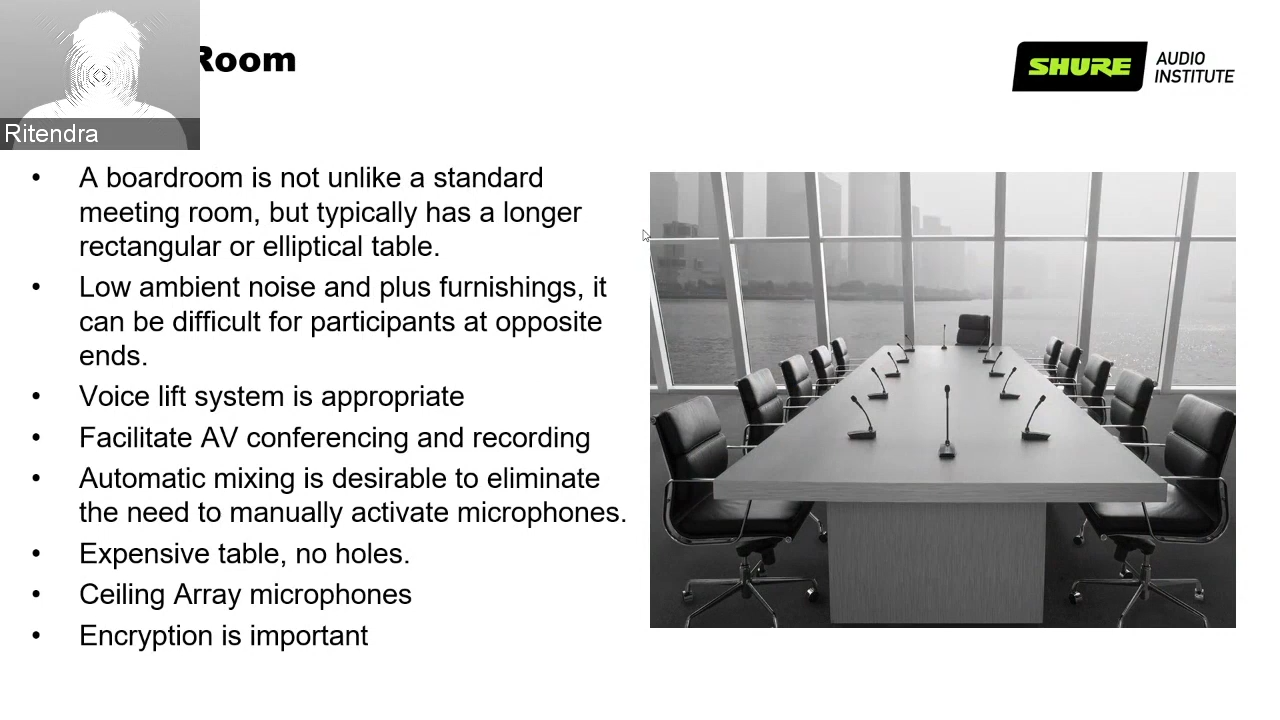 Room
SHURE
AUDIO
INSTITUTE
Ritendra
• A boardroom is not unlike a standard
meeting room, but typically has a longer
rectangular or elliptical table.
• Low ambient noise and plus furnishings, it
can be difficult for participants at opposite
ends.
• Voice lift system is appropriate
• Facilitate AV conferencing and recording
• Automatic mixing is desirable to eliminate
the need to manually activate microphones.
• Expensive table, no holes.
• Ceiling Array microphones
• Encryption is important